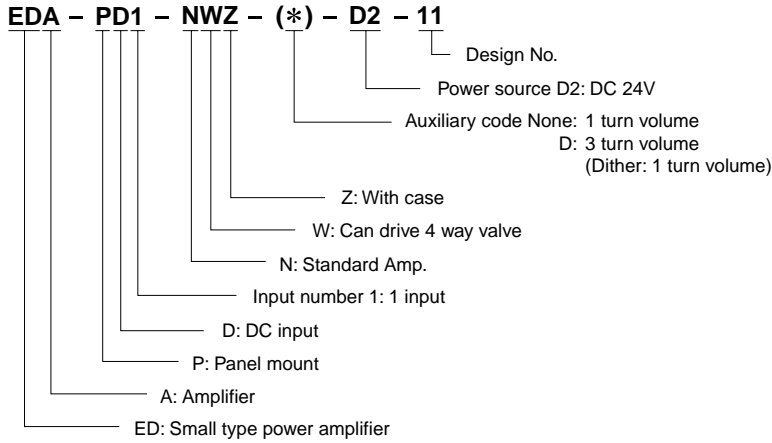 EDA – PD1 – NWZ – (*) – D2 – 11
Design No.
Power source D2: DC 24V
Auxiliary code None: 1 turn volume
D: 3 turn volume
(Dither: 1 turn volume)
Z: With case
W: Can drive 4 way valve
N: Standard Amp.
Input number 1: 1 input
D: DC input
P: Panel mount
A: Amplifier
ED: Small type power amplifier